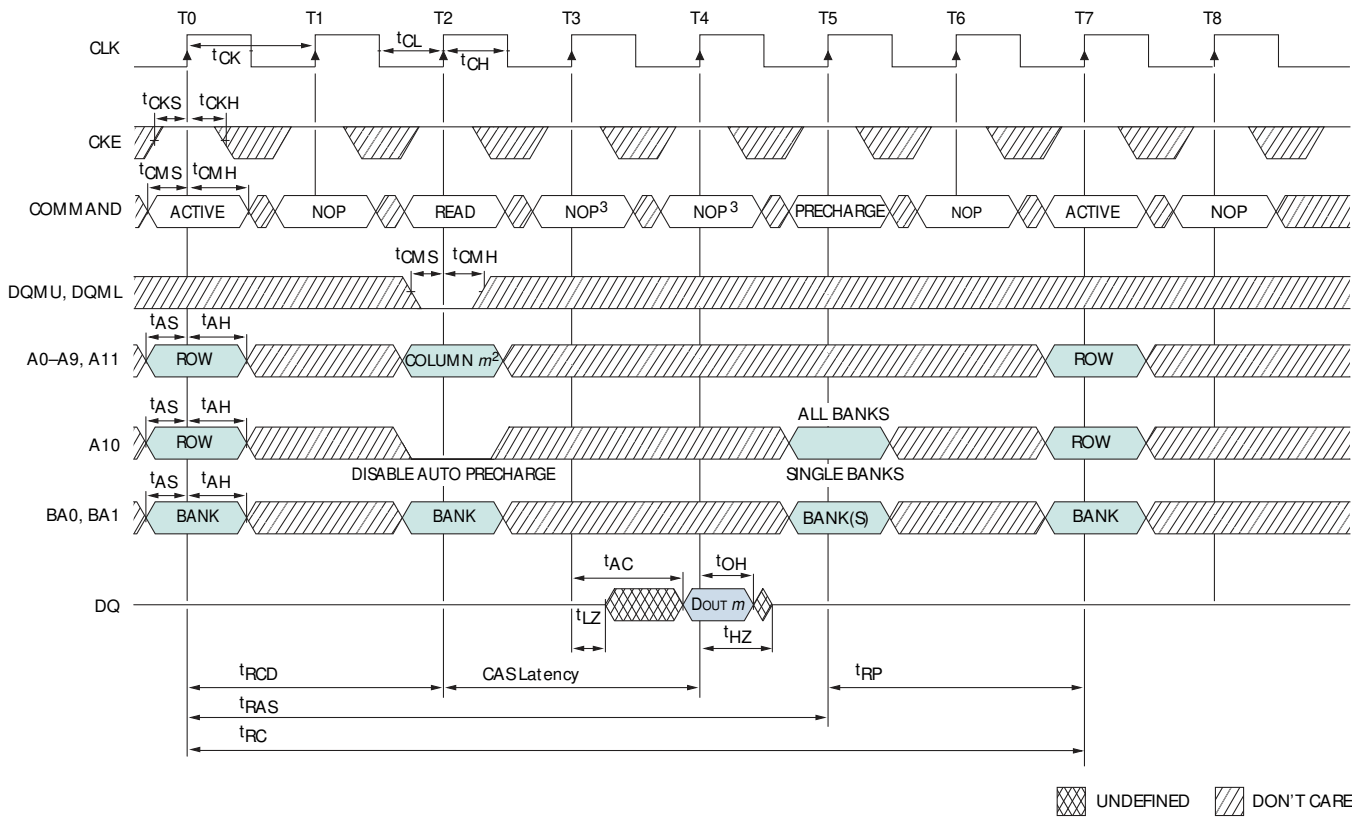 T0 T1 T2 T3 T4 T5 T6 T7 T8
CLK
tCK
tCL
tCH
tCKS tCKH
CKE
tCMS tCMH
COMMAND ACTIVE NOP READ NOP3 NOP3 PRECHARGE NOP ACTIVE NOP
tCMS tCMH
DQMU, DQML
tAS tAH
A0–A9, A11 ROW COLUMN m2 ROW
tAS tAH
ALL BANKS
A10 ROW ROW
DISABLE AUTO PRECHARGE SINGLE BANKS
tAS tAH
BA0, BA1 BANK BANK BANK(S) BANK
tAC tOH
DQ DOUT m
tLZ
tHZ
tRCD CAS Latency tRP
tRAS
tRC
UNDEFINED DON'T CARE